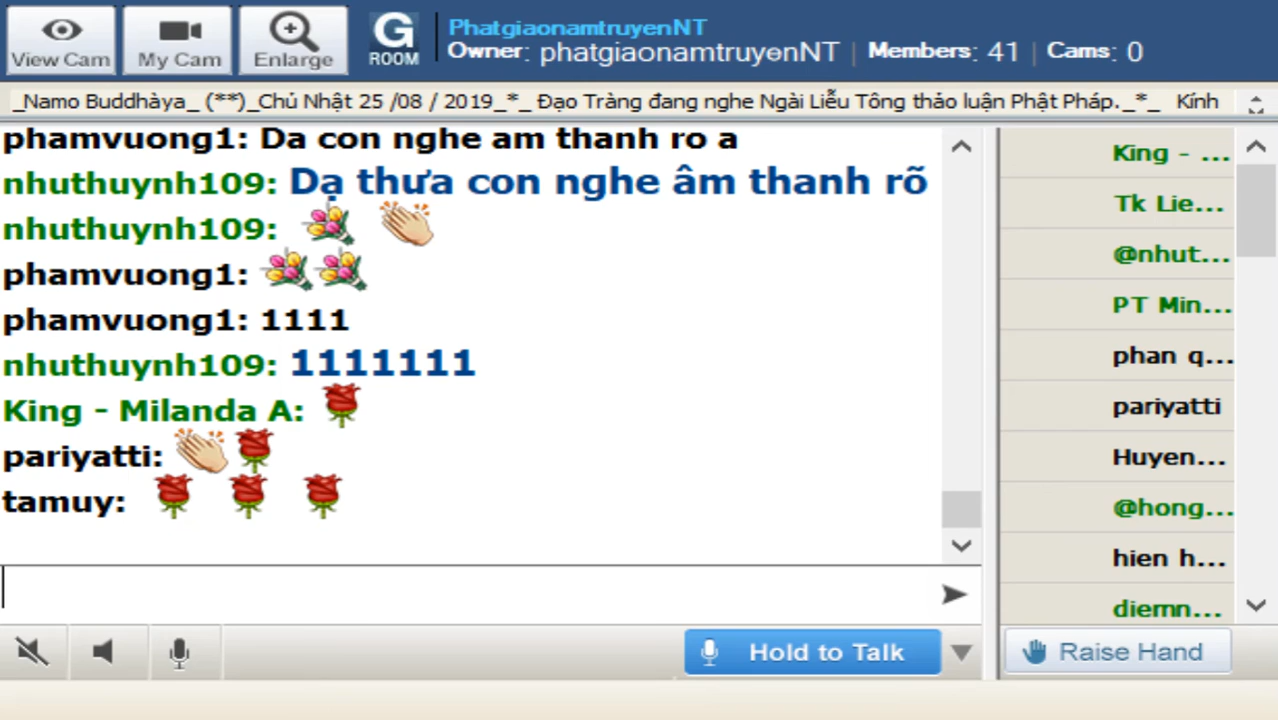 View Cam
My Cam
Enlarge
G
ROOM
PhatgiaonamtruyenNT
Owner: phatgiaonamtruyenNT | Members: 41 | Cams: 0
_Namo Buddhàya_ (**)_Chủ Nhật 25 /08 / 2019_*_ Đạo Tràng đang nghe Ngài Liễu Tông thảo luận Phật Pháp._*_ Kính
phamvuong1: Da con nghe am thanh ro a
nhuthuynh109: Dạ thưa con nghe âm thanh rõ
nhuthuynh109:
phamvuong1:
phamvuong1: 1111
nhuthuynh109: 1111111
King - Milanda A:
pariyatti:
tamuy:
King - ...
Tk Lie...
@nhut...
PT Min...
phan q...
pariyatti
Huyen...
@hong...
hien h...
diemn...
Hold to Talk
Raise Hand